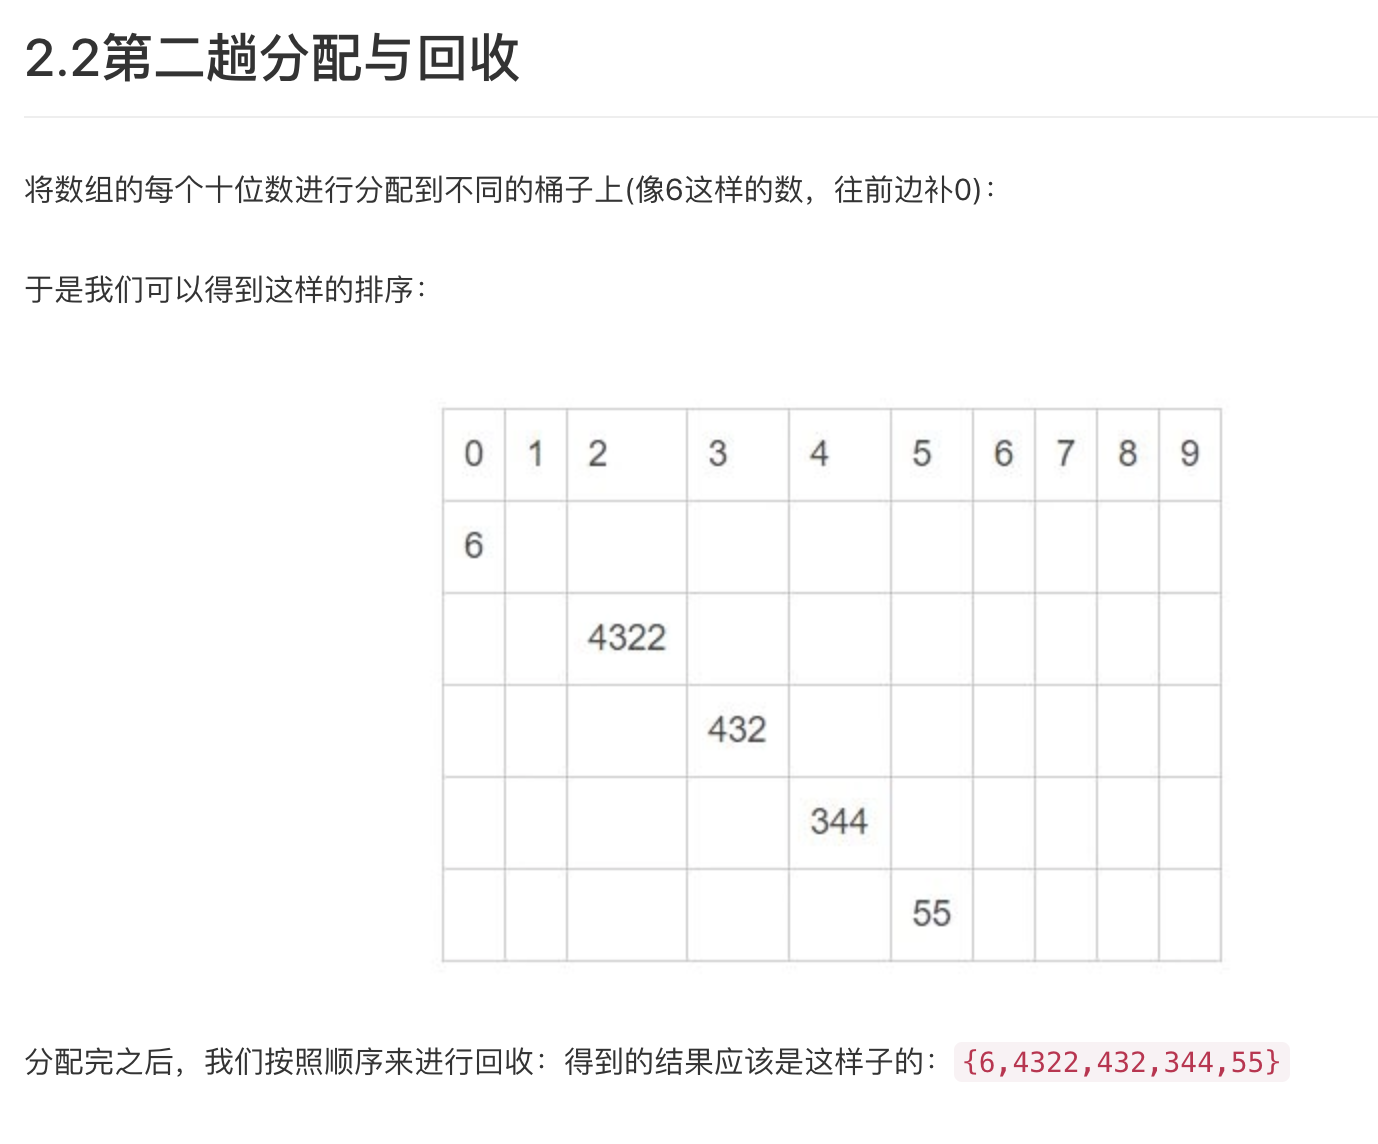 2.2第二趟分配与回收
将数组的每个十位数进行分配到不同的桶子上(像6这样的数，往前边补0)：
于是我们可以得到这样的排序：
0 1 2 3 4 5 6 7 8 9
6
4322
432
344
55
分配完之后，我们按照顺序来进行回收：得到的结果应该是这样子的：{6,4322,432,344,55}